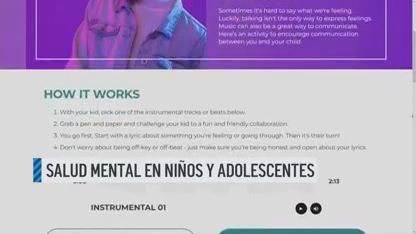 Sometimes it's hard to say what we're feeling.
Luckily, talking isn't the only way to express feelings.
Music can also be a great way to communicate.
Here's an activity to encourage communication
between you and your child.
HOW IT WORKS
1. With your kid, pick one of the instrumental tracks or beats below.
2. Grab a pen and paper and challenge your kid to a fun and friendly collaboration.
3. You go first. Start with a lyric about something you're feeling or going through. Then it's their turn!
4. Don't worry about being off-key or off-beat - just make sure you're being honest and open about your lyrics.
SALUD MENTAL EN NIÑOS Y ADOLESCENTES
2:13
INSTRUMENTAL 01